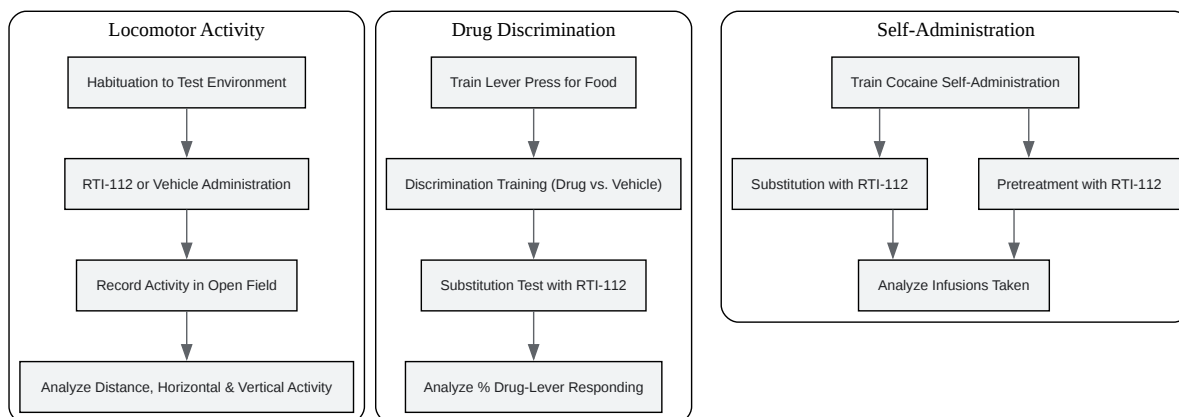 Locomotor Activity
Habituation to Test Environment
RTI-112 or Vehicle Administration
Record Activity in Open Field
Analyze Distance, Horizontal & Vertical Activity
Drug Discrimination
Train Lever Press for Food
Discrimination Training (Drug vs. Vehicle)
Substitution Test with RTI-112
Analyze % Drug-Lever Responding
Self-Administration
Train Cocaine Self-Administration
Substitution with RTI-112
Pretreatment with RTI-112
Analyze Infusions Taken